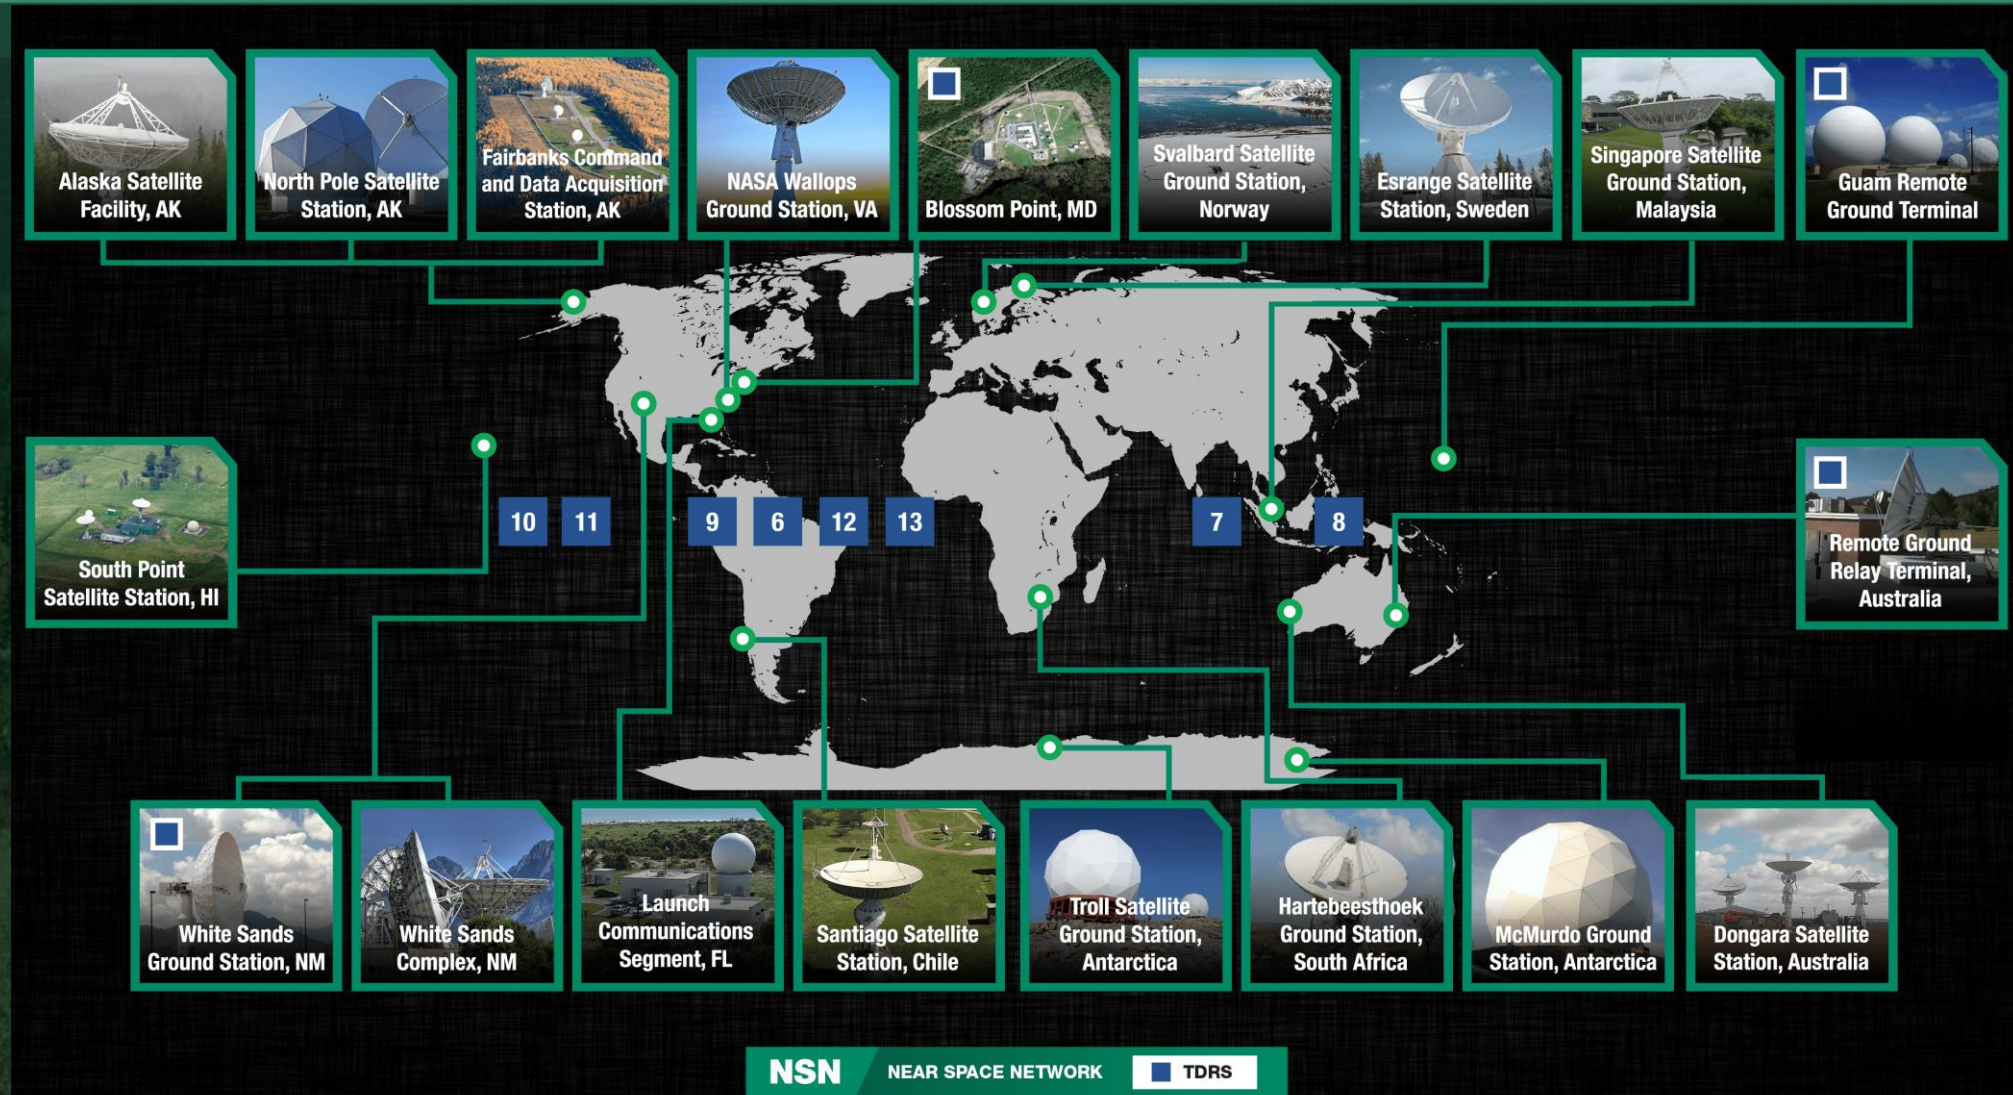 Alaska Satellite
Facility, AK
North Pole Satellite
Station, AK
Fairbanks Command
and Data Acquisition
Station, AK
NASA Wallops
Ground Station, VA
Blossom Point, MD
Svalbard Satellite
Ground Station,
Norway
Esrange Satellite
Station, Sweden
Singapore Satellite
Ground Station,
Malaysia
Guam Remote
Ground Terminal
South Point
Satellite Station, HI
10 11 9 6 12 13 7 8
Remote Ground
Relay Terminal,
Australia
White Sands
Ground Station, NM
White Sands
Complex, NM
Launch
Communications
Segment, FL
Santiago Satellite
Station, Chile
Troll Satellite
Ground Station,
Antarctica
Hartebeesthoek
Ground Station,
South Africa
McMurdo Ground
Station, Antarctica
Dongara Satellite
Station, Australia
NSN NEAR SPACE NETWORK TDRS